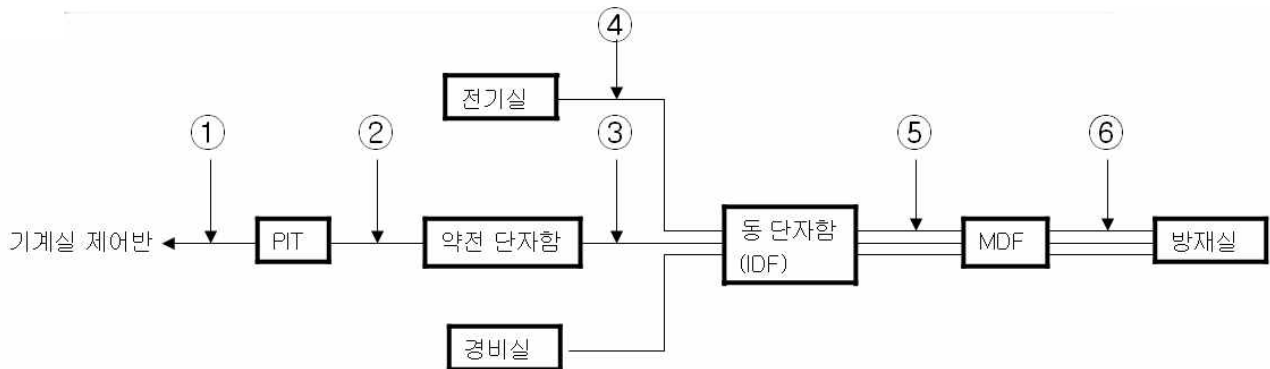 ④
전기실
① ② ③ ⑤ ⑥
기계실 제어반 PIT 약전 단자함 동 단자함 MDF 방재실
(IDF)
경비실